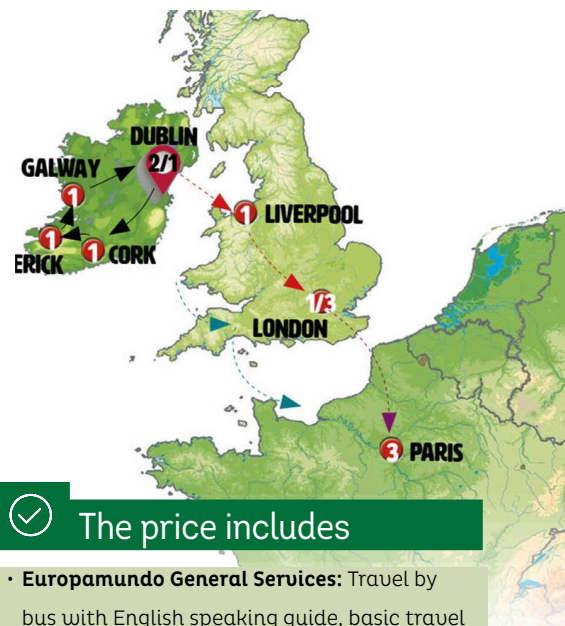 DUBLIN
2/1
GALWAY
1
1
ERICK
1
CORK
1
LIVERPOOL
1/3
LONDON
3
PARIS
The price includes
• Europamundo General Services: Travel by
bus with English speaking guide, basic travel